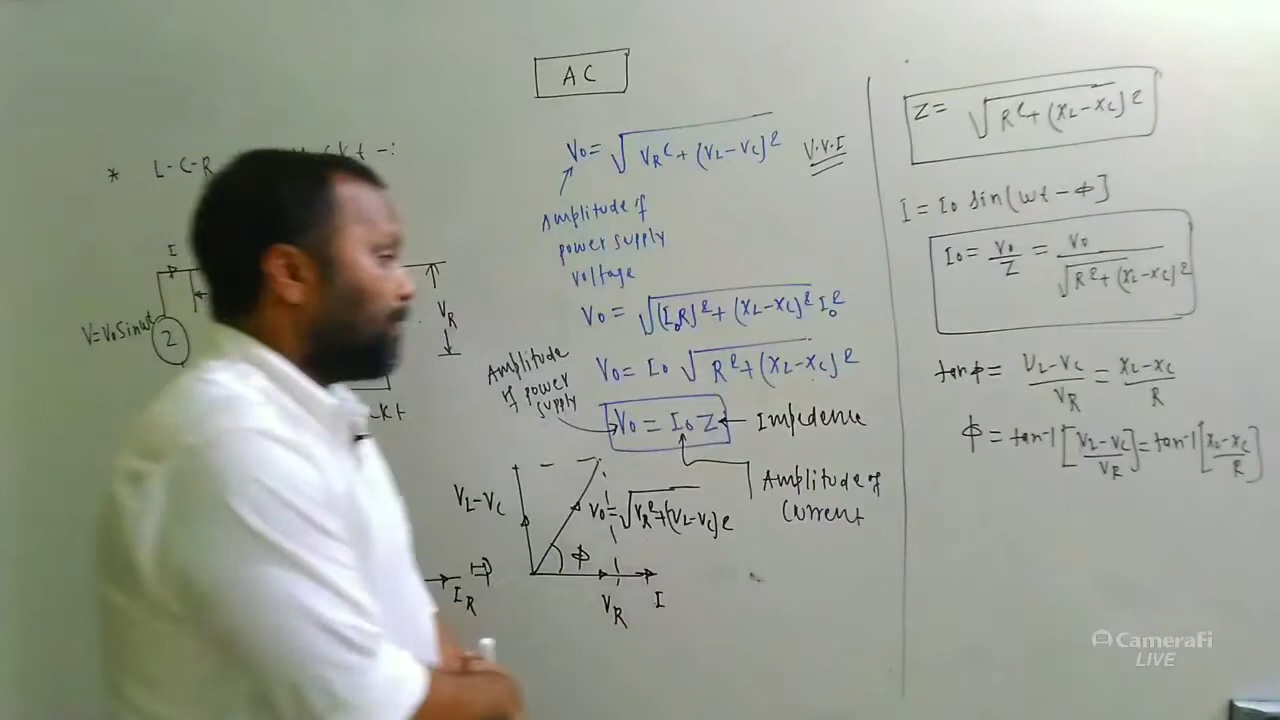 AC
* L-C-R ckt -:
I
V=V₀Sinωt
V_R
ckt
I_R ⇒
V₀ = √(V_R² + (V_L-V_C)²) V.V.I
Amplitude of
power supply
voltage
V₀ = √((I₀R)² + (X_L-X_C)² I₀²)
V₀ = I₀ √(R² + (X_L-X_C)²)
Amplitude
of power
supply
V₀ = I₀ Z ← Impedence
Amplitude of
current
V_L-V_C
V₀ = √(V_R² + (V_L-V_C)²)
ϕ
V_R I
Z = √(R² + (X_L-X_C)²)
I = I₀ sin(ωt - ϕ)
I₀ = V₀/Z = V₀/√(R² + (X_L-X_C)²)
tanϕ = (V_L-V_C)/V_R = (X_L-X_C)/R
ϕ = tan-1[(V_L-V_C)/V_R] = tan-1[(X_L-X_C)/R]
CameraFi
LIVE